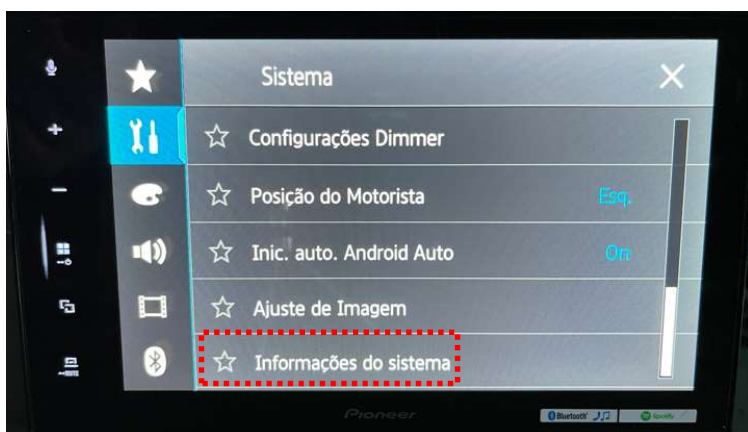 Sistema
Configurações Dimmer
Posição do Motorista Esq.
Inic. auto. Android Auto On
Ajuste de Imagem
Informações do sistema
MUTE
Pioneer
Bluetooth
Spotify